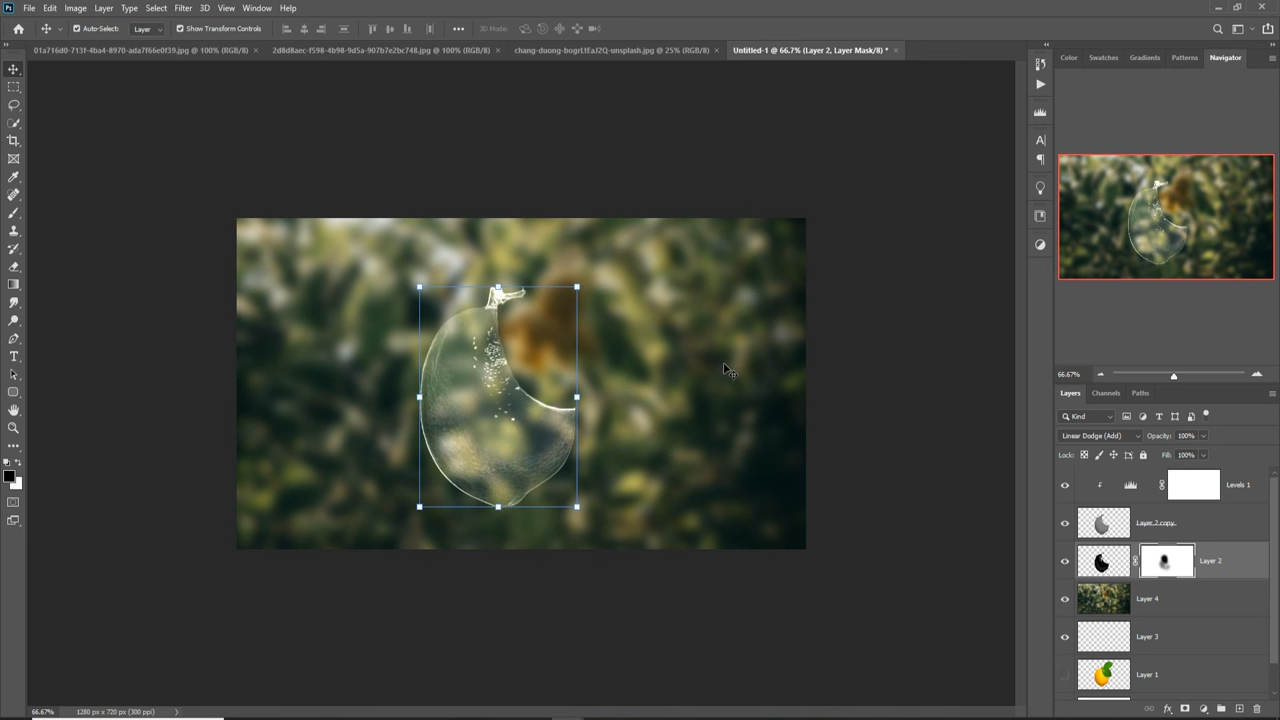 File Edit Image Layer Type Select Filter 3D View Window Help
Auto-Select: Layer Show Transform Controls 3D Mode:
01a716d0-713f-4ba4-8970-ada7f66e0f39.jpg @ 100% (RGB/8) 2d8d8aec-f598-4b98-9d5a-907b7e2bc748.jpg @ 100% (RGB/8) chang-duong-bogrLtEaJ2Q-unsplash.jpg @ 25% (RGB/8) Untitled-1 @ 66.7% (Layer 2, Layer Mask/8) *
Color Swatches Gradients Patterns Navigator
66.67%
Layers Channels Paths
Kind
Linear Dodge (Add) Opacity: 100%
Lock: Fill: 100%
Levels 1
Layer 2 copy
Layer 2
Layer 4
Layer 3
Layer 1
66.67% 1280 px x 720 px (300 ppi)